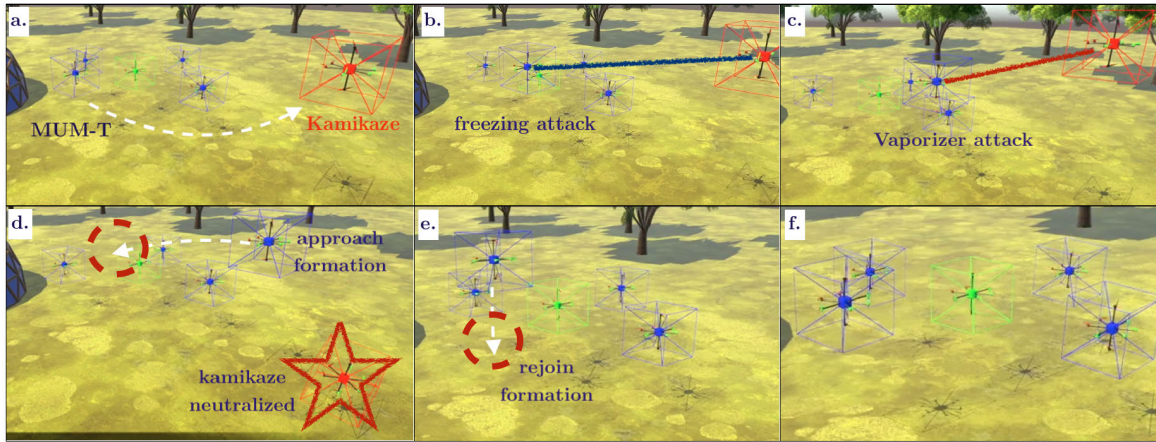 a.
MUM-T
Kamikaze
b.
freezing attack
c.
Vaporizer attack
d.
approach
formation
kamikaze
neutralized
e.
rejoin
formation
f.